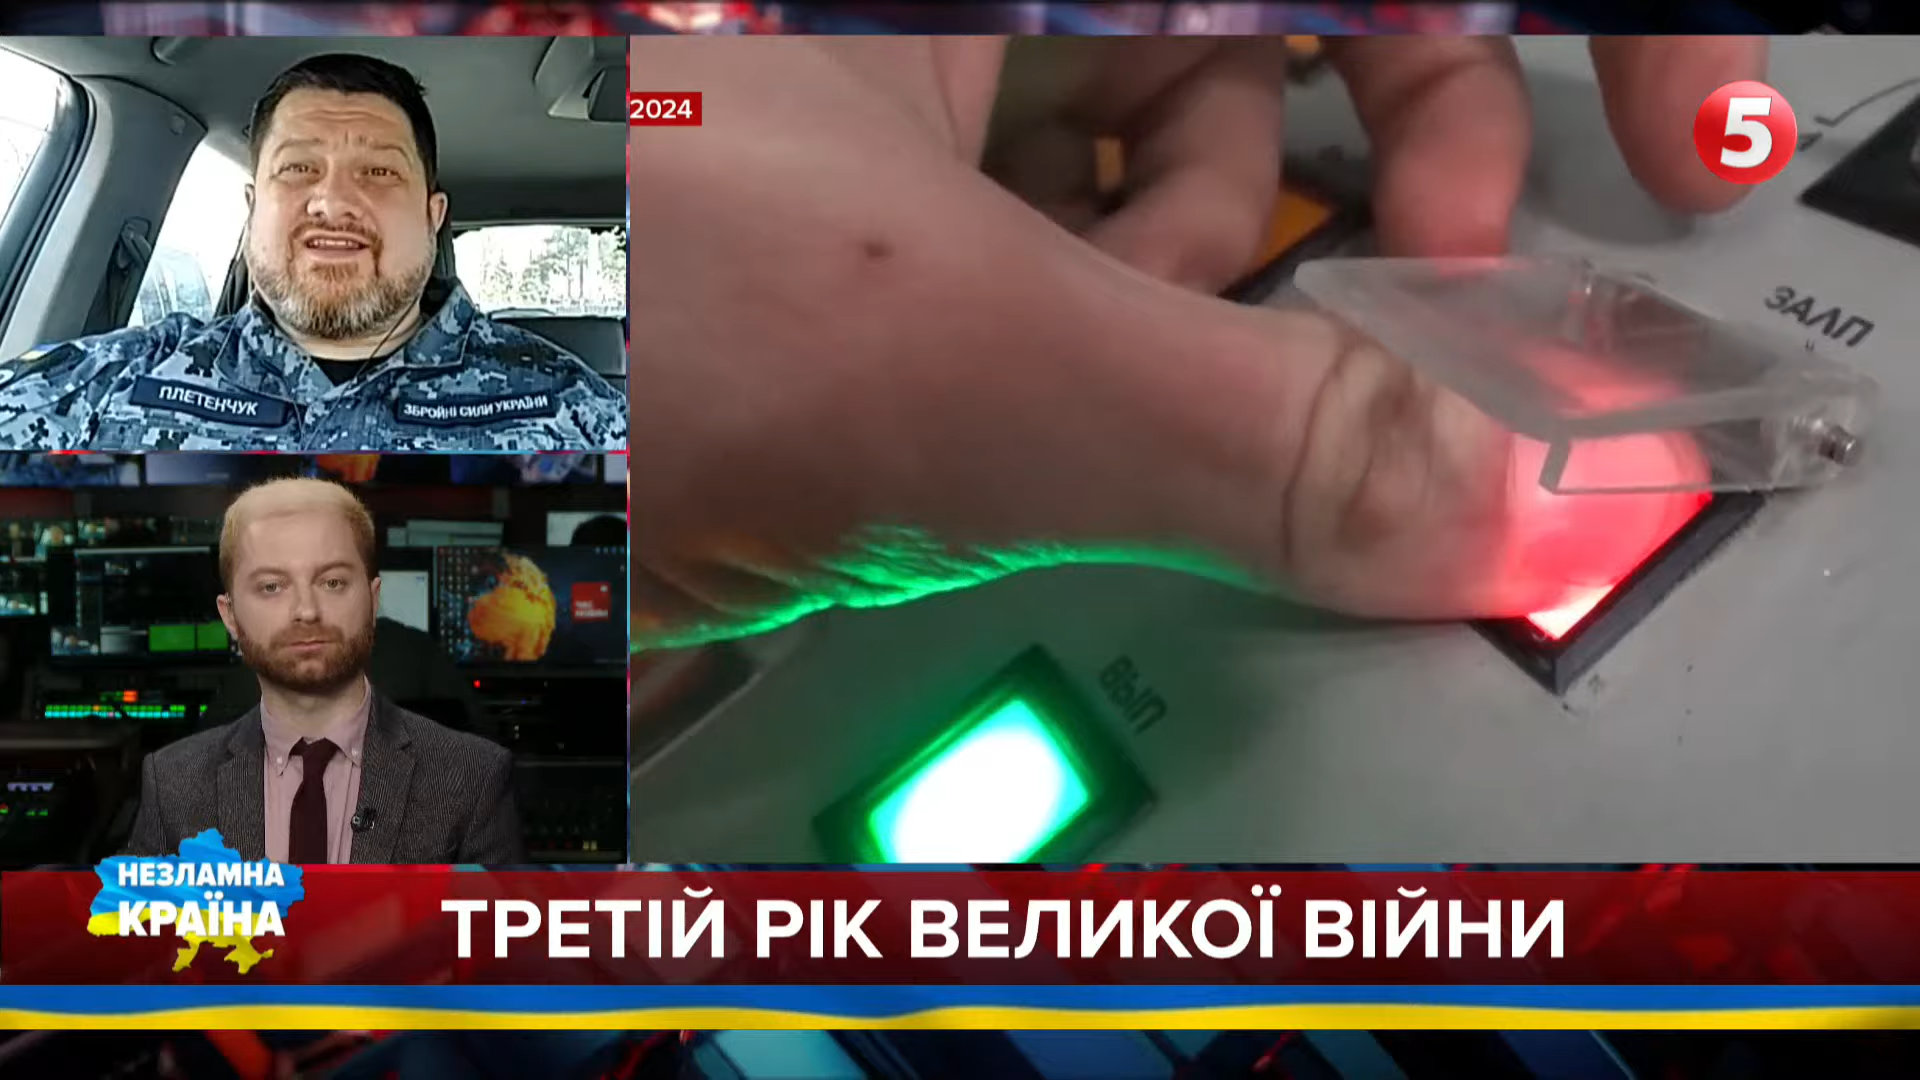 2024
5
ЗАЛП
ПЛЕТЕНЧУК
ЗБРОЙНІ СИЛИ УКРАЇНИ
ВЫП
НЕЗЛАМНА
КРАЇНА
ТРЕТІЙ РІК ВЕЛИКОЇ ВІЙНИ